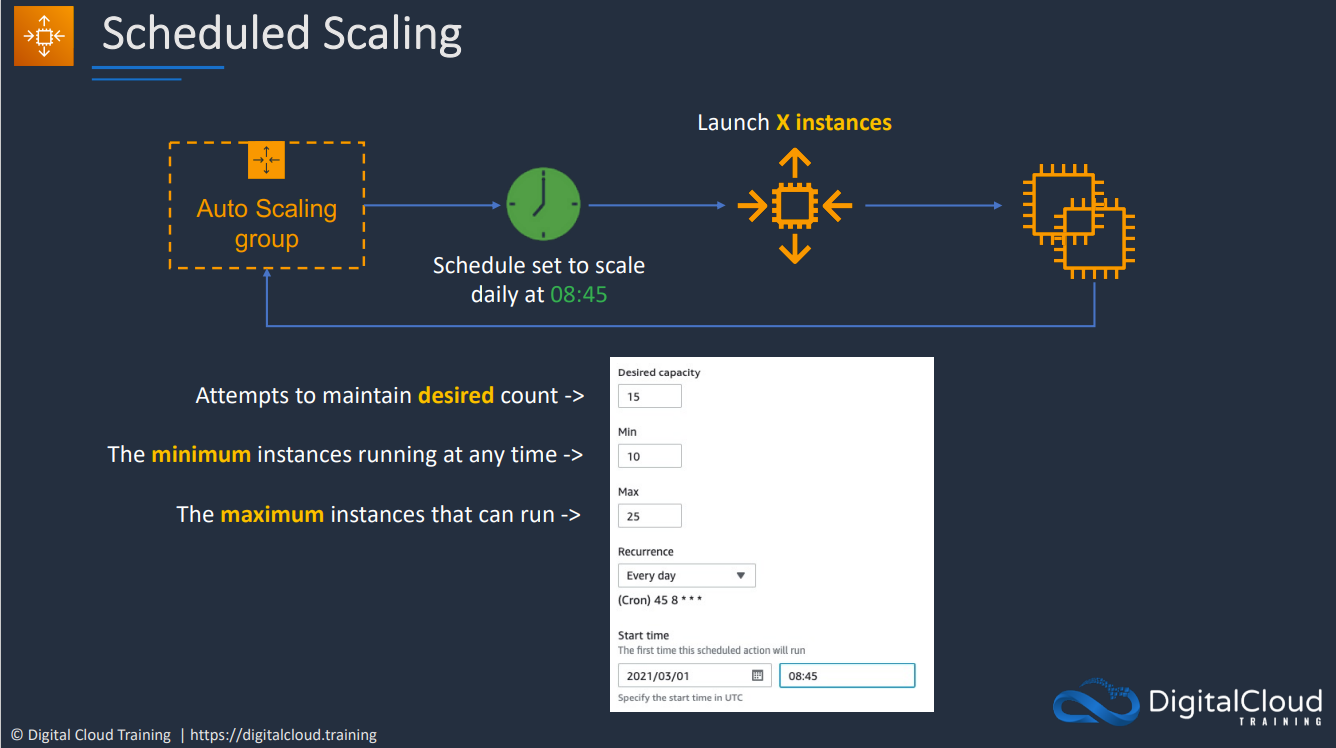 Scheduled Scaling
Launch X instances
Auto Scaling
group
Schedule set to scale
daily at 08:45
Attempts to maintain desired count ->
The minimum instances running at any time ->
The maximum instances that can run ->
Desired capacity
15
Min
10
Max
25
Recurrence
Every day
(Cron) 45 8 * * *
Start time
The first time this scheduled action will run
2021/03/01
08:45
Specify the start time in UTC
DigitalCloud
TRAINING
© Digital Cloud Training | https://digitalcloud.training